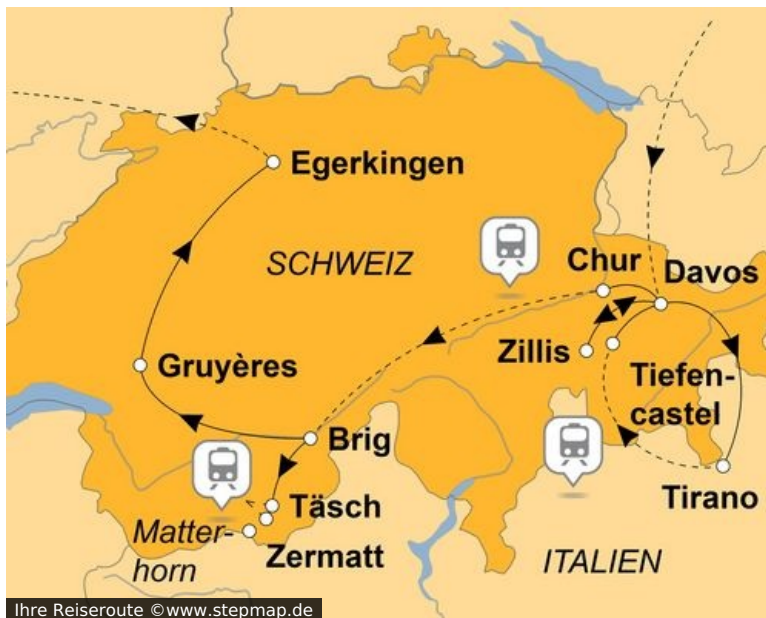 Egerkingen
SCHWEIZ
Chur
Davos
Zillis
Gruyères
Tiefen-
castel
Brig
Täsch
Tirano
Matter-
horn
Zermatt
ITALIEN
Ihre Reiseroute ©www.stepmap.de